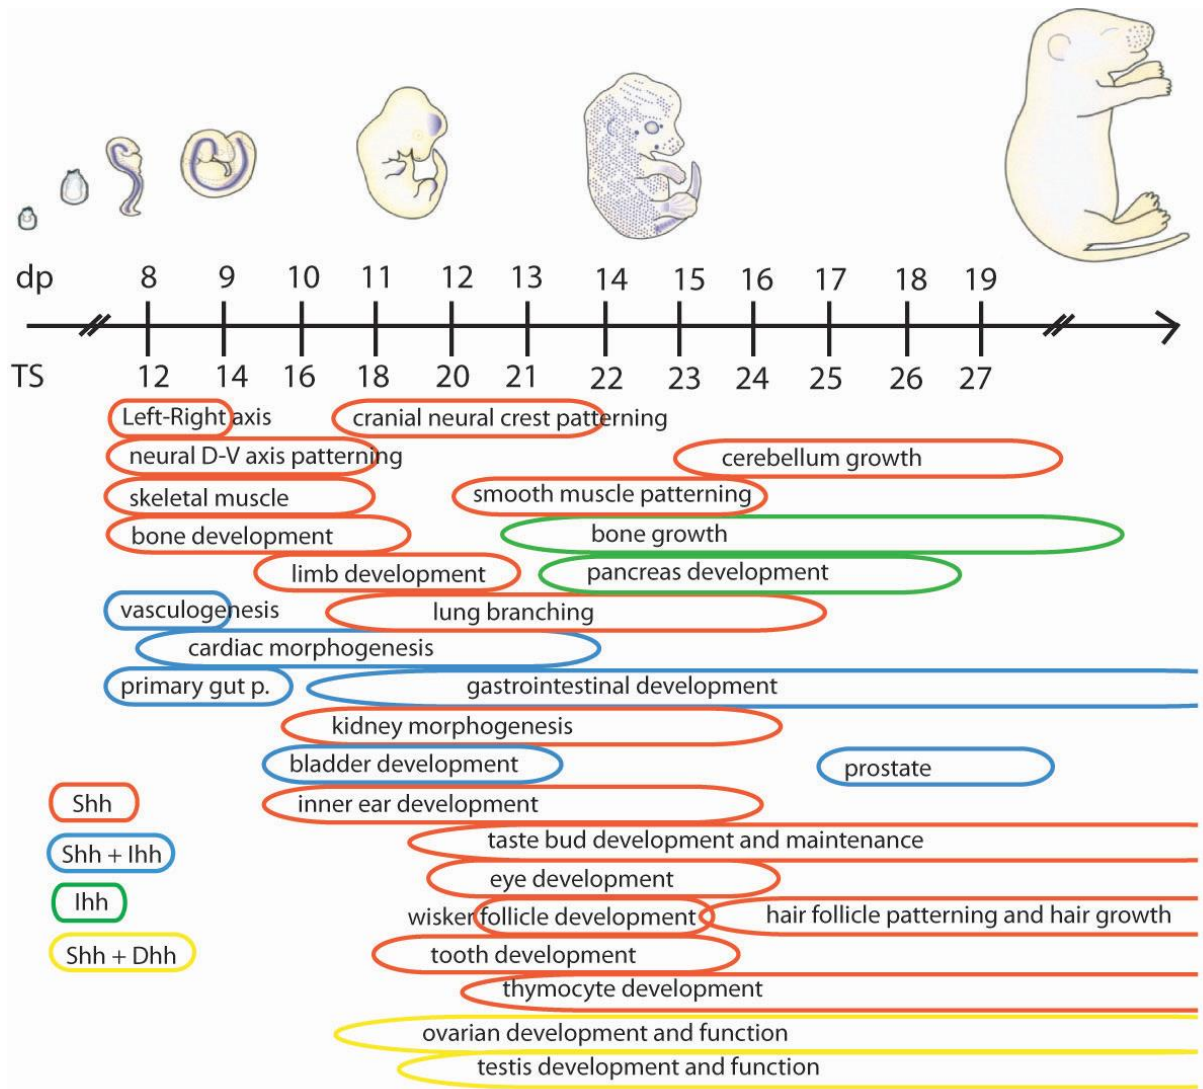 dp 8 9 10 11 12 13 14 15 16 17 18 19
TS 12 14 16 18 20 21 22 23 24 25 26 27
Left-Right axis cranial neural crest patterning
neural D-V axis patterning cerebellum growth
skeletal muscle smooth muscle patterning
bone development bone growth
limb development pancreas development
vasculogenesis lung branching
cardiac morphogenesis
primary gut p. gastrointestinal development
kidney morphogenesis
bladder development prostate
Shh inner ear development
taste bud development and maintenance
Shh + Ihh
eye development
Ihh wisker follicle development hair follicle patterning and hair growth
Shh + Dhh tooth development
thymocyte development
ovarian development and function
testis development and function